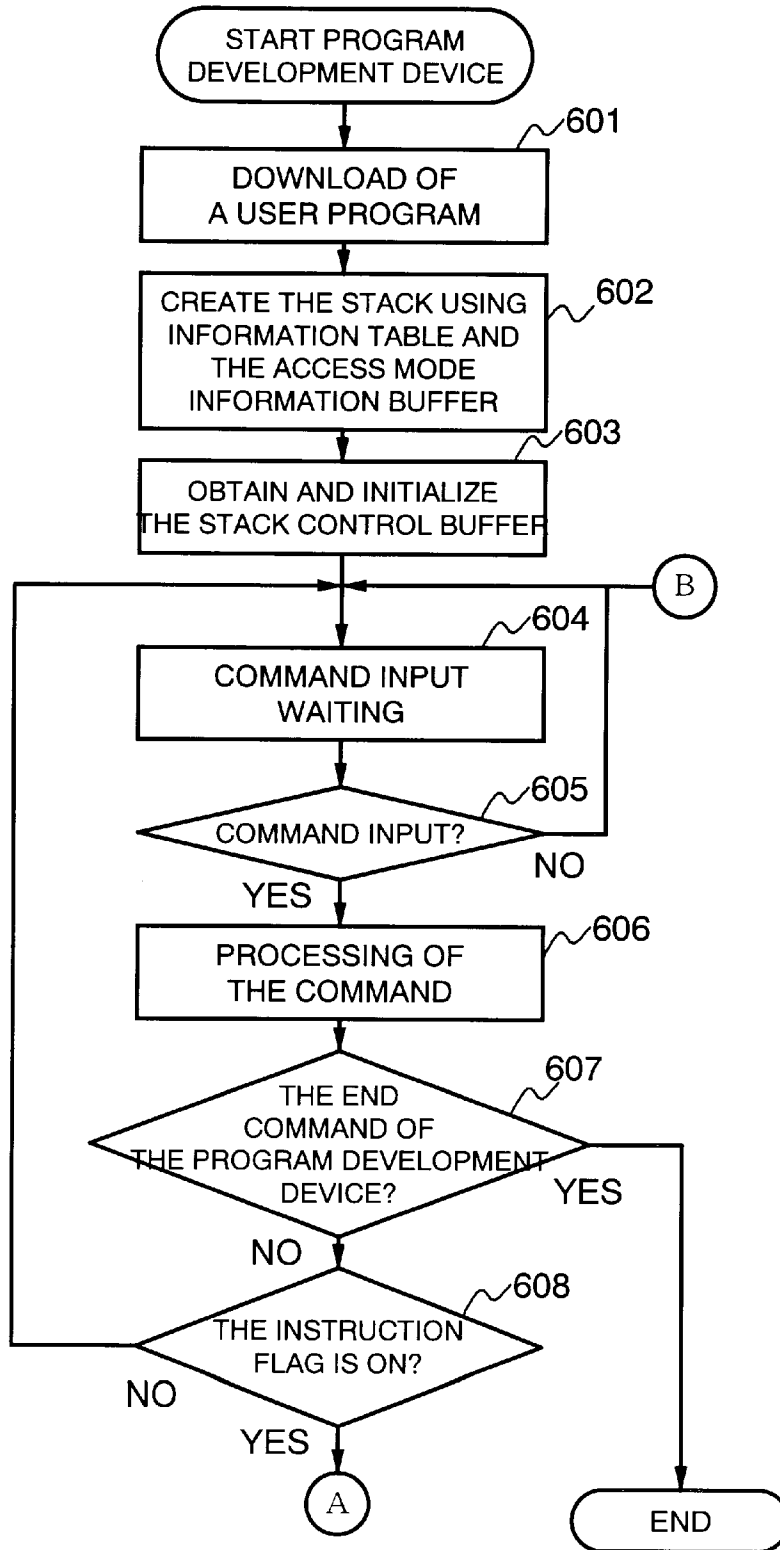 START PROGRAM
DEVELOPMENT DEVICE
601
DOWNLOAD OF
A USER PROGRAM
602
CREATE THE STACK USING
INFORMATION TABLE AND
THE ACCESS MODE
INFORMATION BUFFER
603
OBTAIN AND INITIALIZE
THE STACK CONTROL BUFFER
B
604
COMMAND INPUT
WAITING
605
COMMAND INPUT?
NO
YES
606
PROCESSING OF
THE COMMAND
607
THE END
COMMAND OF
THE PROGRAM DEVELOPMENT
DEVICE?
YES
NO
608
THE INSTRUCTION
FLAG IS ON?
NO
YES
A
END